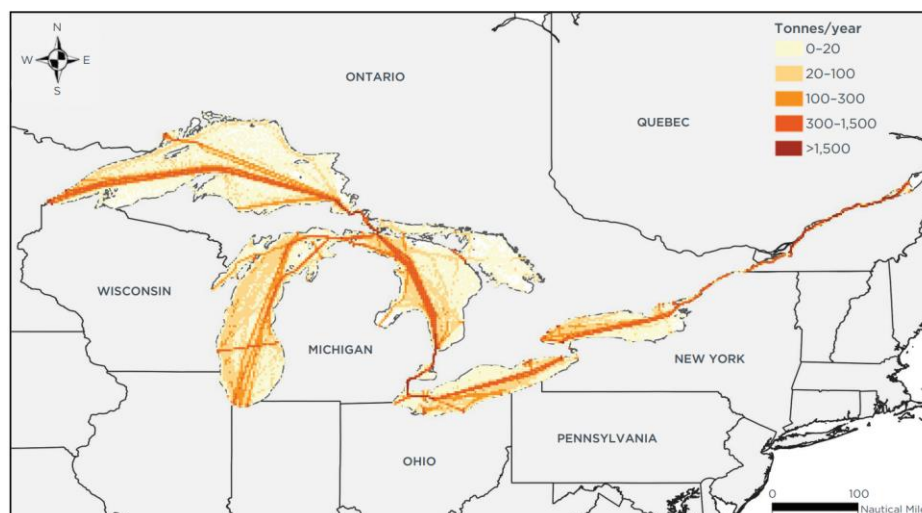 N
W E
S
Tonnes/year
0–20
20–100
100–300
300–1,500
>1,500
ONTARIO
QUEBEC
WISCONSIN
MICHIGAN
NEW YORK
PENNSYLVANIA
OHIO
0 100
Nautical Mile